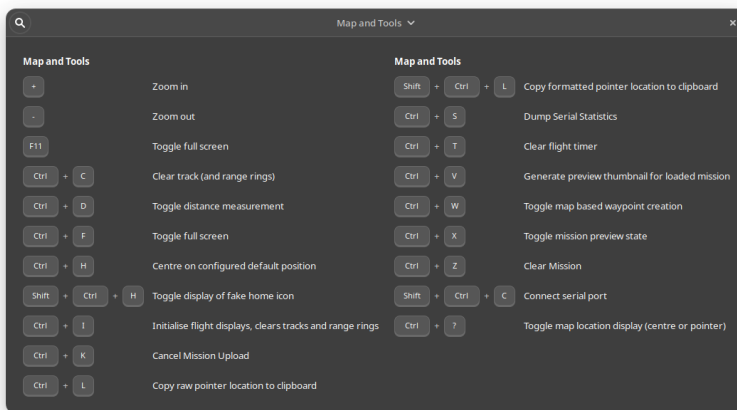 Map and Tools
Map and Tools
+ Zoom in
- Zoom out
F11 Toggle full screen
Ctrl + C Clear track (and range rings)
Ctrl + D Toggle distance measurement
Ctrl + F Toggle full screen
Ctrl + H Centre on configured default position
Shift + Ctrl + H Toggle display of fake home icon
Ctrl + I Initialise flight displays, clears tracks and range rings
Ctrl + K Cancel Mission Upload
Ctrl + L Copy raw pointer location to clipboard
Map and Tools
Shift + Ctrl + L Copy formatted pointer location to clipboard
Ctrl + S Dump Serial Statistics
Ctrl + T Clear flight timer
Ctrl + V Generate preview thumbnail for loaded mission
Ctrl + W Toggle map based waypoint creation
Ctrl + X Toggle mission preview state
Ctrl + Z Clear Mission
Shift + Ctrl + C Connect serial port
Ctrl + ? Toggle map location display (centre or pointer)